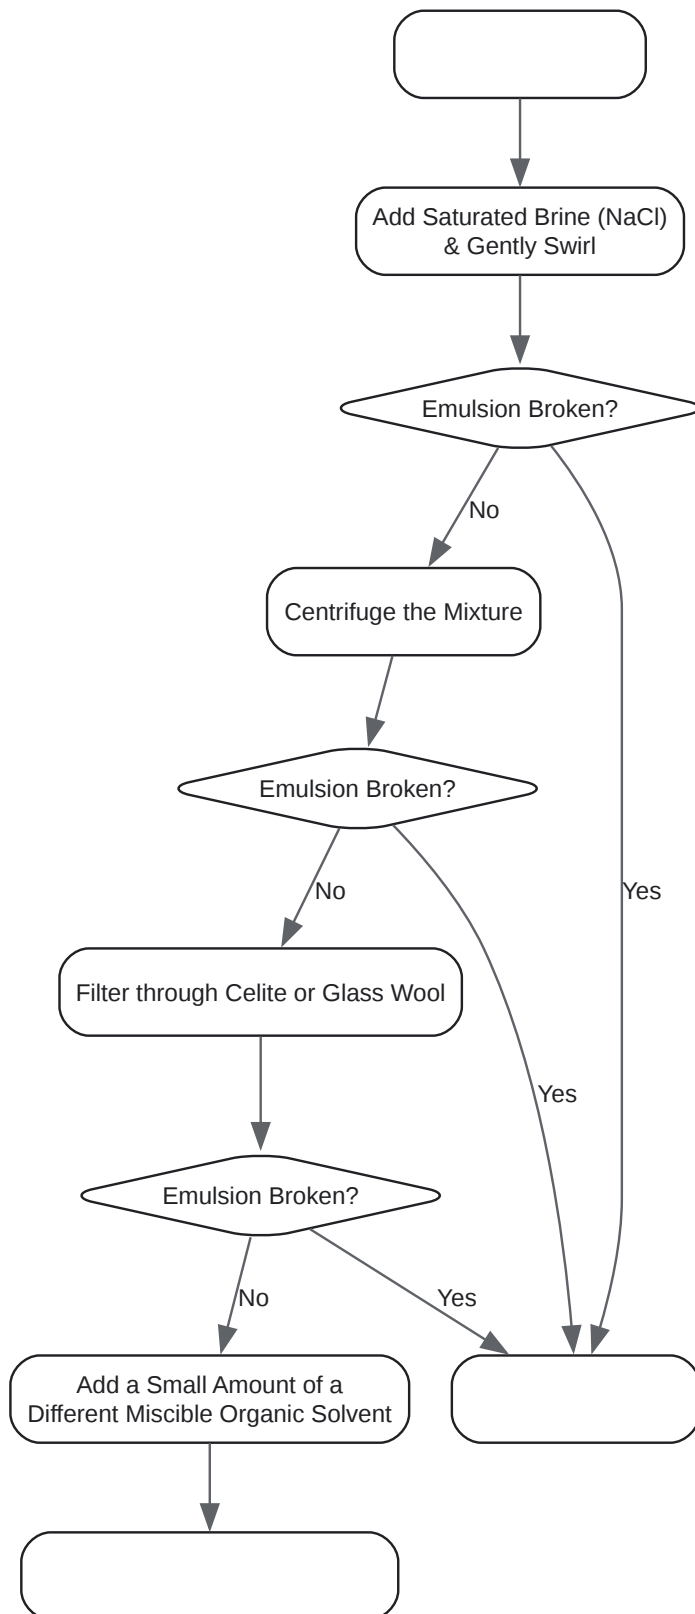 Add Saturated Brine (NaCl)
& Gently Swirl
Emulsion Broken?
No
Centrifuge the Mixture
Emulsion Broken?
No
Yes
Filter through Celite or Glass Wool
Yes
Emulsion Broken?
No
Yes
Add a Small Amount of a
Different Miscible Organic Solvent